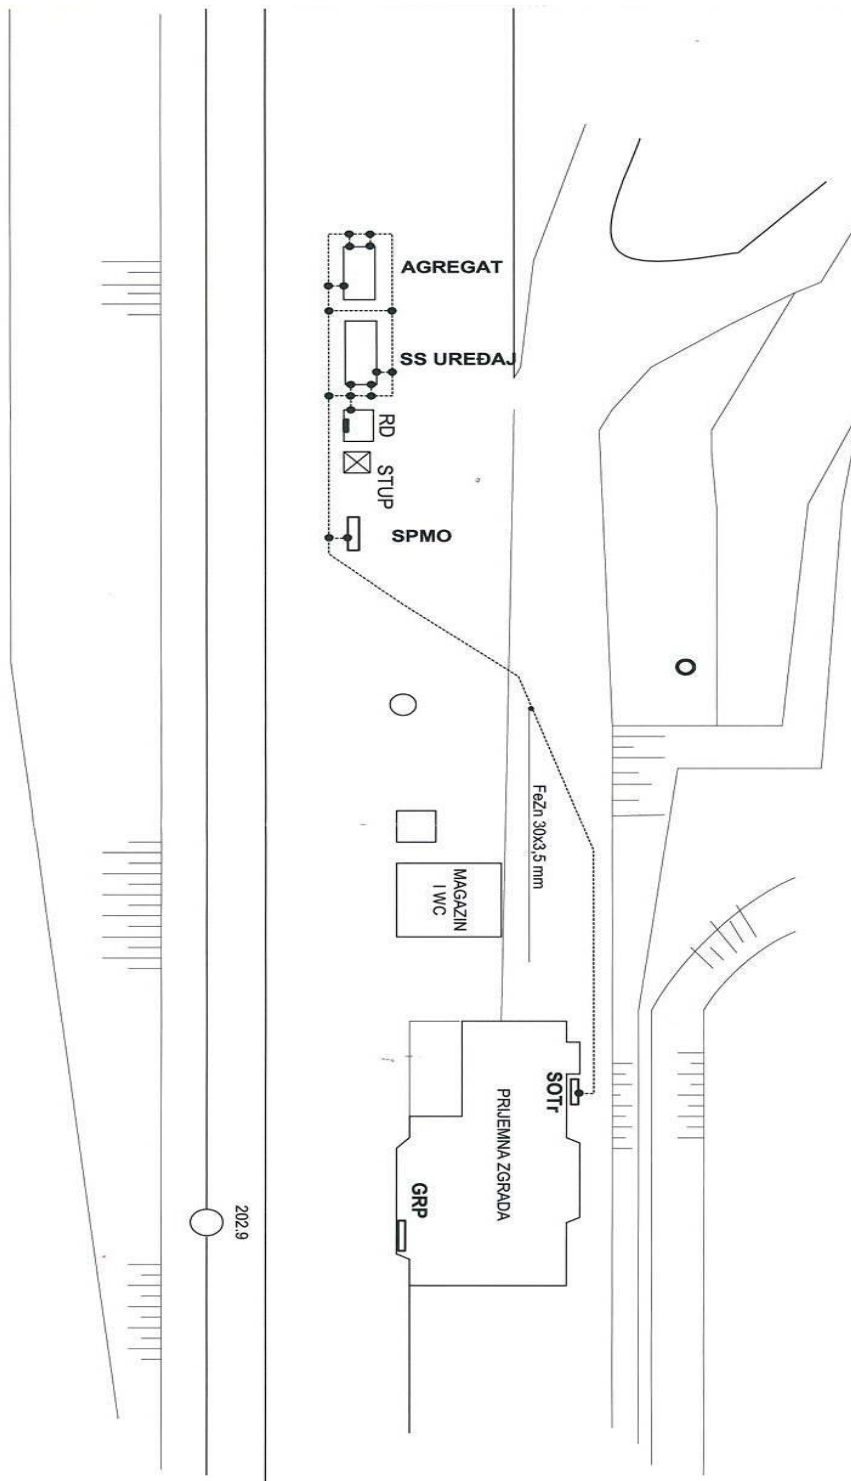 AGREGAT
SS UREĐAJ
RD
STUP
SPMO
O
FeZn 30x3,5 mm
MAGAZIN
I WC
SOTr
PRIJEMNA ZGRADA
GRP
202.9